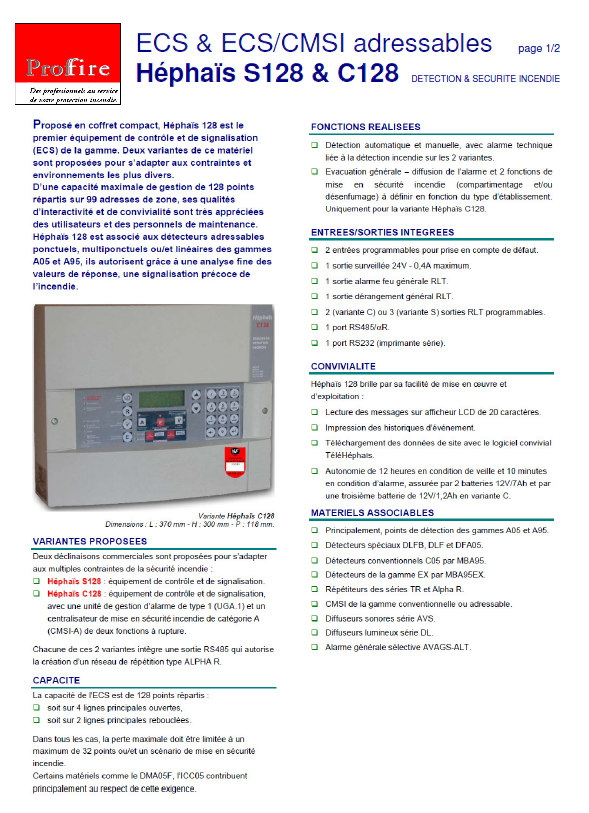 Profire
Des professionnels au service
de votre protection incendie.
ECS & ECS/CMSI adressables
page 1/2
Héphaïs S128 & C128
DETECTION & SECURITE INCENDIE
Proposé en coffret compact, Héphaïs 128 est le
premier équipement de contrôle et de signalisation
(ECS) de la gamme. Deux variantes de ce matériel
sont proposées pour s'adapter aux contraintes et
environnements les plus divers.
D'une capacité maximale de gestion de 128 points
répartis sur 99 adresses de zone, ses qualités
d'interactivité et de convivialité sont très appréciées
des utilisateurs et des personnels de maintenance.
Héphaïs 128 est associé aux détecteurs adressables
ponctuels, multiponctuels ou/et linéaires des gammes
A05 et A95, ils autorisent grâce à une analyse fine des
valeurs de réponse, une signalisation précoce de
l'incendie.
Héphaïs
Variante Héphaïs C128
Dimensions : L : 370 mm - H : 300 mm - P : 118 mm.
VARIANTES PROPOSEES
Deux déclinaisons commerciales sont proposées pour s'adapter
aux multiples contraintes de la sécurité incendie :
Héphaïs S128 : équipement de contrôle et de signalisation.
Héphaïs C128 : équipement de contrôle et de signalisation,
avec une unité de gestion d'alarme de type 1 (UGA.1) et un
centralisateur de mise en sécurité incendie de catégorie A
(CMSI-A) de deux fonctions à rupture.
Chacune de ces 2 variantes intègre une sortie RS485 qui autorise
la création d'un réseau de répétition type ALPHA R.
CAPACITE
La capacité de l'ECS est de 128 points répartis :
soit sur 4 lignes principales ouvertes,
soit sur 2 lignes principales rebouclées.
Dans tous les cas, la perte maximale doit être limitée à un
maximum de 32 points ou/et un scénario de mise en sécurité
incendie.
Certains matériels comme le DMA05F, l'ICC05 contribuent
principalement au respect de cette exigence.
FONCTIONS REALISEES
Détection automatique et manuelle, avec alarme technique
liée à la détection incendie sur les 2 variantes.
Evacuation générale – diffusion de l'alarme et 2 fonctions de
mise en sécurité incendie (compartimentage et/ou
désenfumage) à définir en fonction du type d'établissement.
Uniquement pour la variante Héphaïs C128.
ENTREES/SORTIES INTEGREES
2 entrées programmables pour prise en compte de défaut.
1 sortie surveillée 24V - 0,4A maximum.
1 sortie alarme feu générale RLT.
1 sortie dérangement général RLT.
2 (variante C) ou 3 (variante S) sorties RLT programmables.
1 port RS485/αR.
1 port RS232 (imprimante série).
CONVIVIALITE
Héphaïs 128 brille par sa facilité de mise en œuvre et
d'exploitation :
Lecture des messages sur afficheur LCD de 20 caractères.
Impression des historiques d'événement.
Téléchargement des données de site avec le logiciel convivial
TéléHéphais.
Autonomie de 12 heures en condition de veille et 10 minutes
en condition d'alarme, assurée par 2 batteries 12V/7Ah et par
une troisième batterie de 12V/1,2Ah en variante C.
MATERIELS ASSOCIABLES
Principalement, points de détection des gammes A05 et A95.
Détecteurs spéciaux DLFB, DLF et DFA05.
Détecteurs conventionnels C05 par MBA95.
Détecteurs de la gamme EX par MBA95EX.
Répétiteurs des séries TR et Alpha R.
CMSI de la gamme conventionnelle ou adressable.
Diffuseurs sonores série AVS.
Diffuseurs lumineux série DL.
Alarme générale sélective AVAGS-ALT.